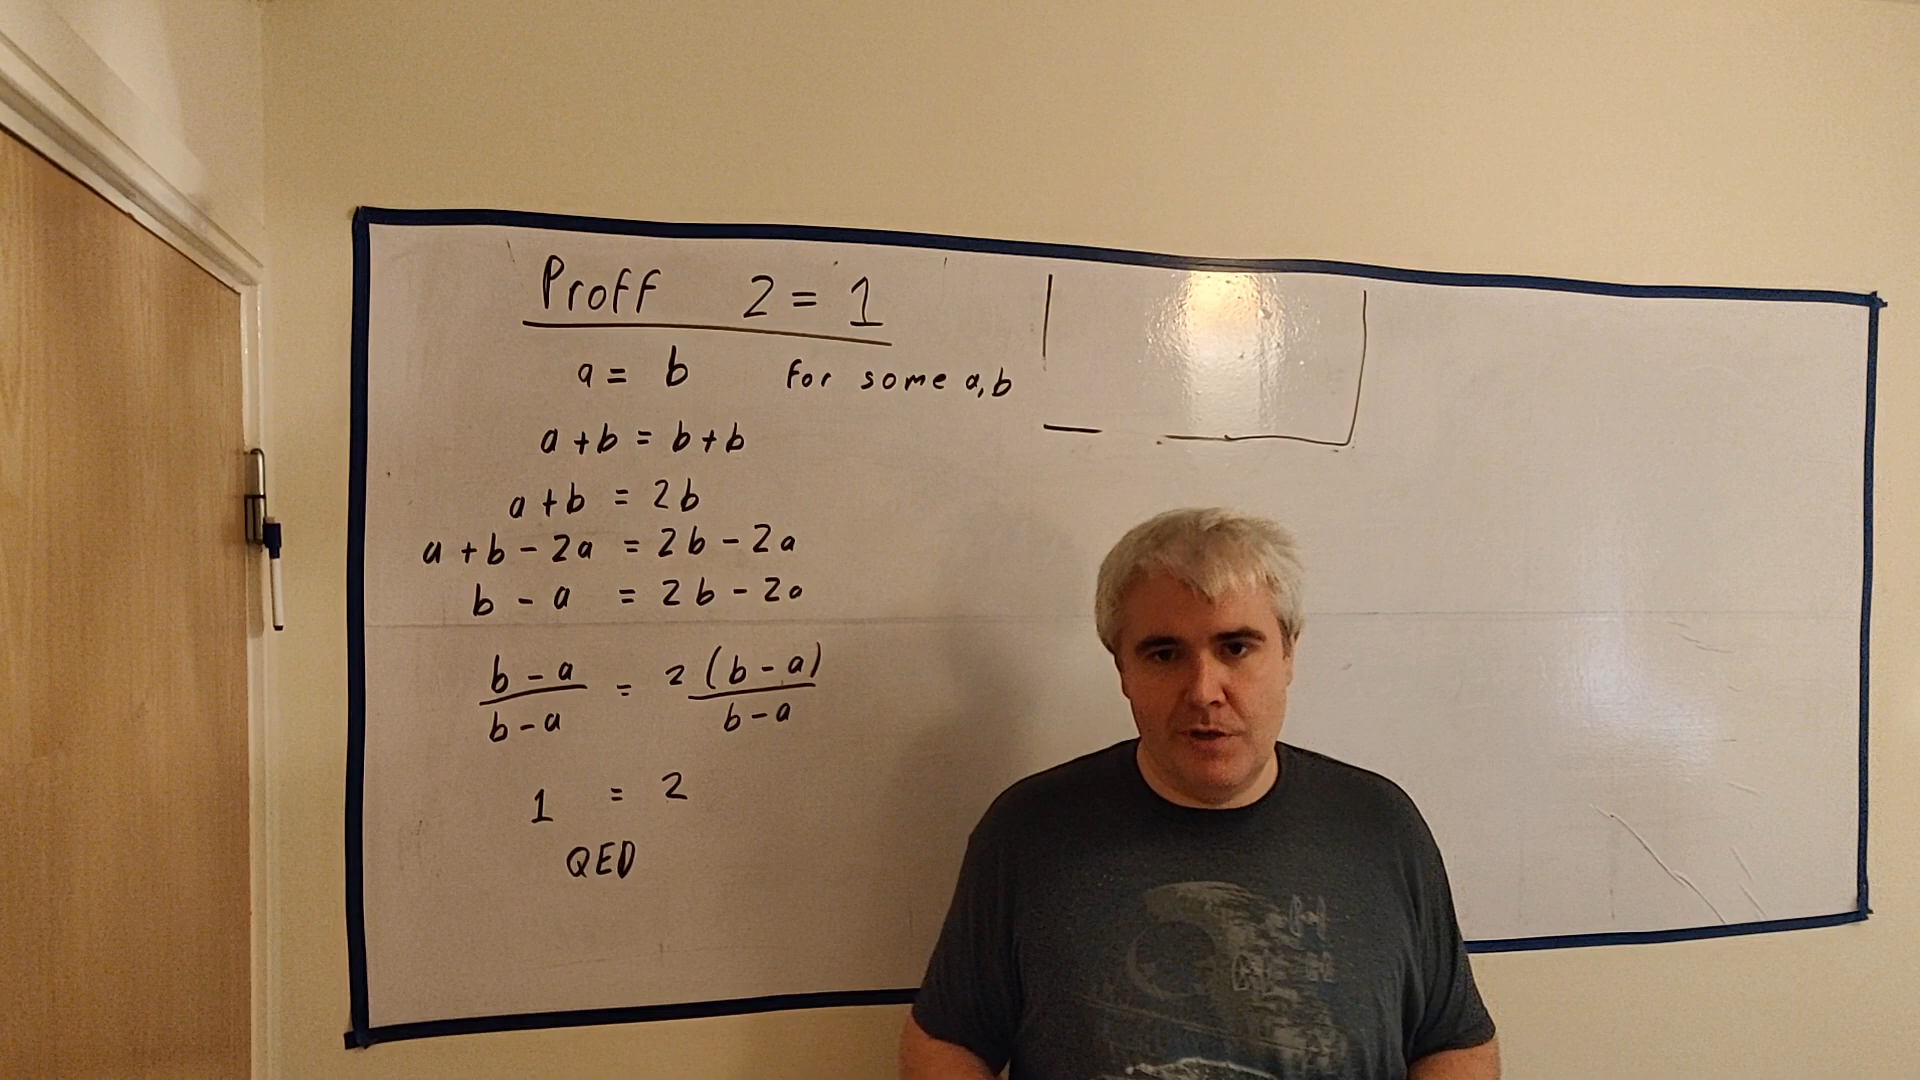 Proff 2 = 1
a = b for some a,b
a + b = b + b
a + b = 2b
a + b - 2a = 2b - 2a
b - a = 2b - 2a
b - a / b - a = 2 (b - a) / b - a
1 = 2
QED